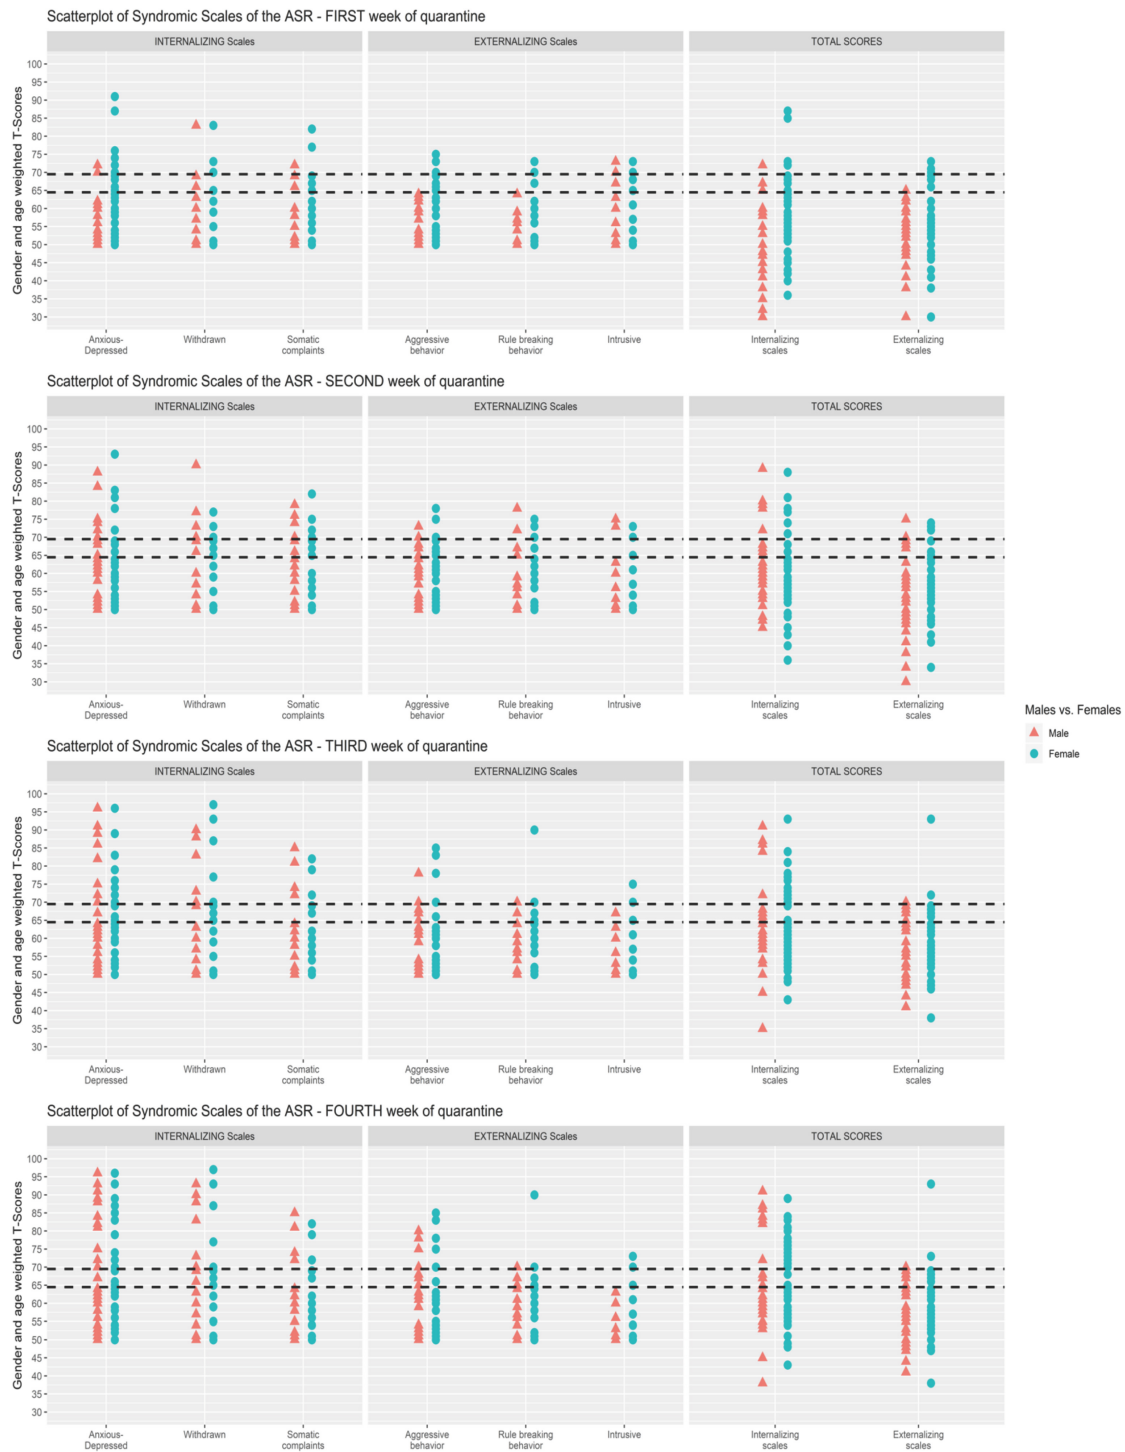 Scatterplot of Syndromic Scales of the ASR - FIRST week of quarantine
INTERNALIZING Scales
EXTERNALIZING Scales
TOTAL SCORES
Gender and age weighted T-Scores
100
95
90
85
80
75
70
65
60
55
50
45
40
35
30
Anxious-
Depressed
Withdrawn
Somatic
complaints
Aggressive
behavior
Rule breaking
behavior
Intrusive
Internalizing
scales
Externalizing
scales
Scatterplot of Syndromic Scales of the ASR - SECOND week of quarantine
INTERNALIZING Scales
EXTERNALIZING Scales
TOTAL SCORES
Gender and age weighted T-Scores
100
95
90
85
80
75
70
65
60
55
50
45
40
35
30
Anxious-
Depressed
Withdrawn
Somatic
complaints
Aggressive
behavior
Rule breaking
behavior
Intrusive
Internalizing
scales
Externalizing
scales
Males vs. Females
Male
Female
Scatterplot of Syndromic Scales of the ASR - THIRD week of quarantine
INTERNALIZING Scales
EXTERNALIZING Scales
TOTAL SCORES
Gender and age weighted T-Scores
100
95
90
85
80
75
70
65
60
55
50
45
40
35
30
Anxious-
Depressed
Withdrawn
Somatic
complaints
Aggressive
behavior
Rule breaking
behavior
Intrusive
Internalizing
scales
Externalizing
scales
Scatterplot of Syndromic Scales of the ASR - FOURTH week of quarantine
INTERNALIZING Scales
EXTERNALIZING Scales
TOTAL SCORES
Gender and age weighted T-Scores
100
95
90
85
80
75
70
65
60
55
50
45
40
35
30
Anxious-
Depressed
Withdrawn
Somatic
complaints
Aggressive
behavior
Rule breaking
behavior
Intrusive
Internalizing
scales
Externalizing
scales